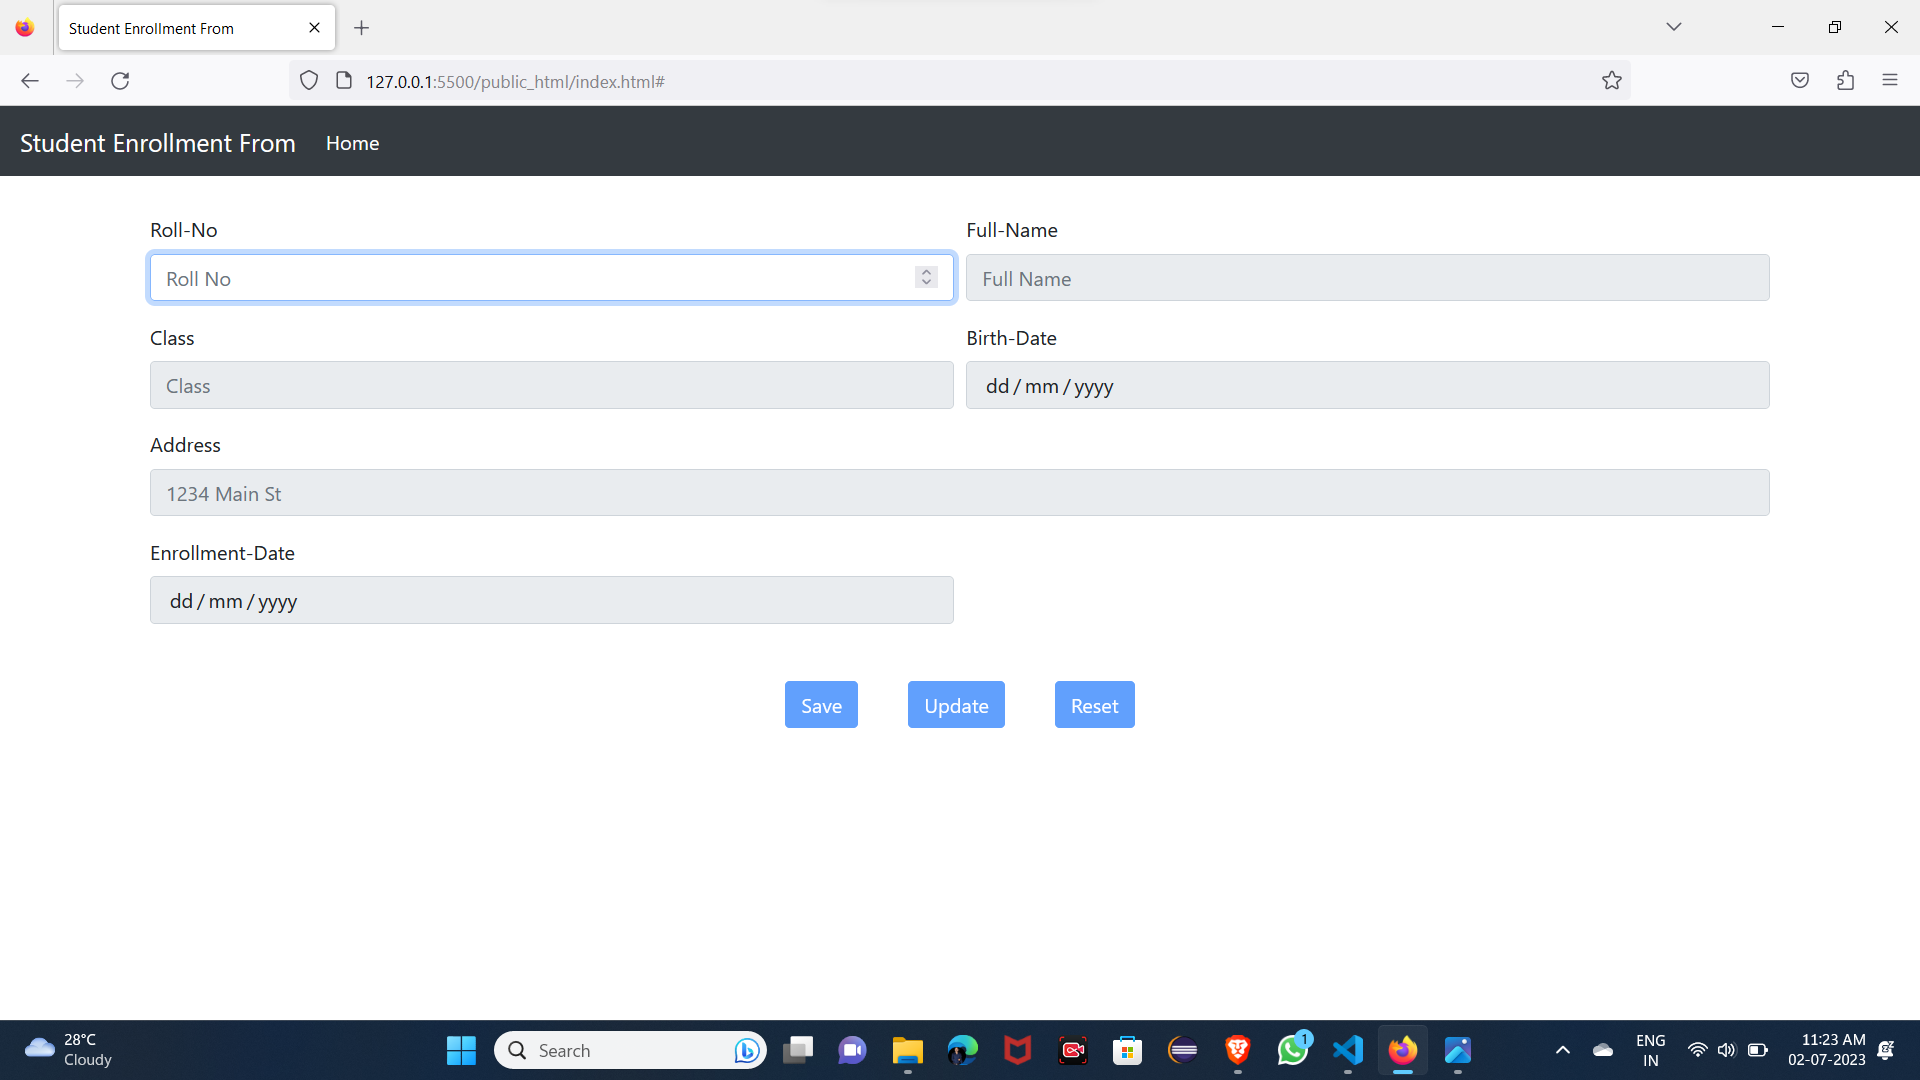 Student Enrollment From
127.0.0.1:5500/public_html/index.html#
Student Enrollment From Home
Roll-No Full-Name
Roll No Full Name
Class Birth-Date
Class dd/mm/yyyy
Address
1234 Main St
Enrollment-Date
dd/mm/yyyy
Save Update Reset
28°C
Cloudy
Search
1
ENG
IN
11:23 AM
02-07-2023